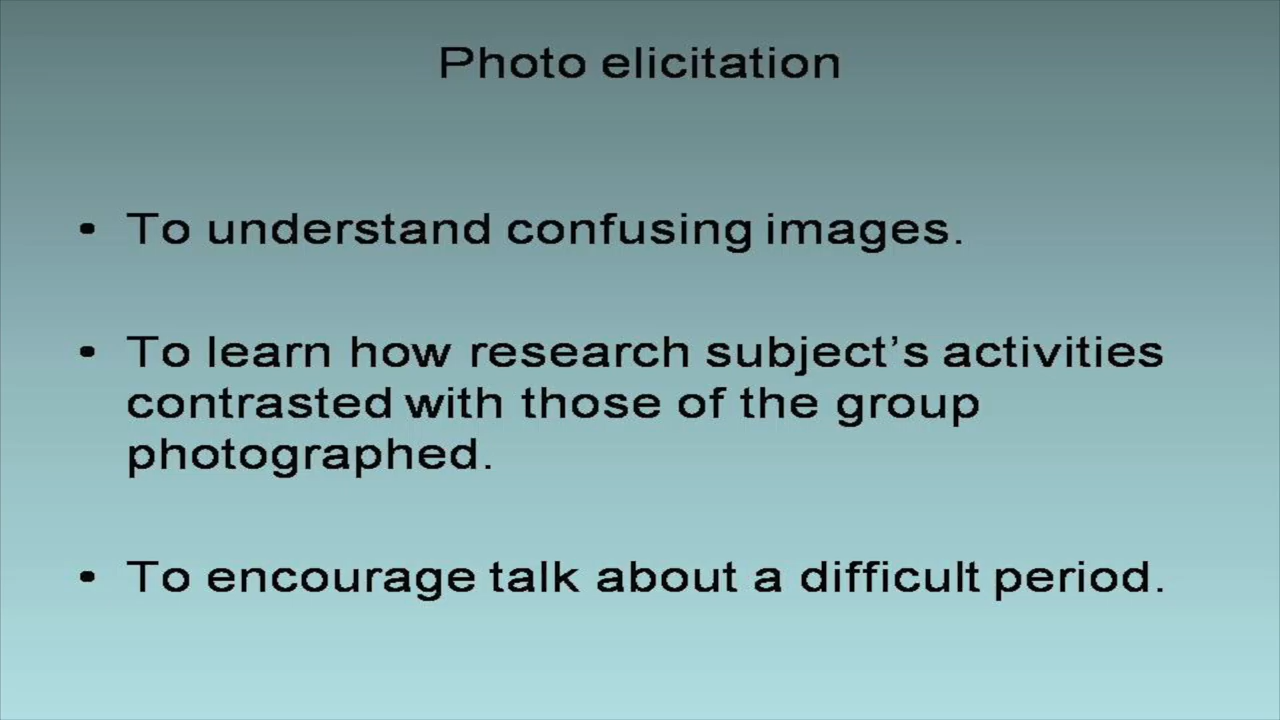 Photo elicitation
• To understand confusing images.
• To learn how research subject’s activities
contrasted with those of the group
photographed.
• To encourage talk about a difficult period.